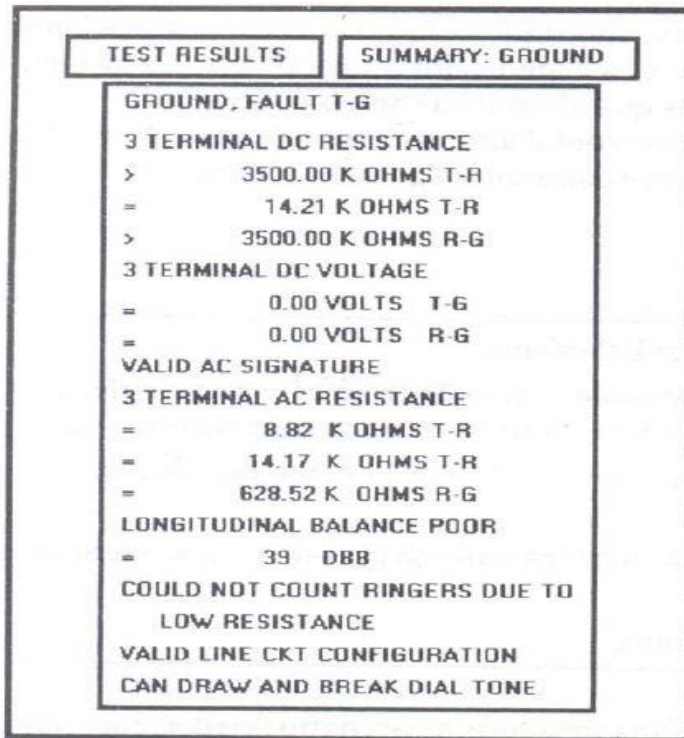 TEST RESULTS SUMMARY: GROUND
GROUND, FAULT T-G
3 TERMINAL DC RESISTANCE
> 3500.00 K OHMS T-R
= 14.21 K OHMS T-R
> 3500.00 K OHMS R-G
3 TERMINAL DC VOLTAGE
= 0.00 VOLTS T-G
= 0.00 VOLTS R-G
VALID AC SIGNATURE
3 TERMINAL AC RESISTANCE
= 8.82 K OHMS T-R
= 14.17 K OHMS T-R
= 628.52 K OHMS R-G
LONGITUDINAL BALANCE POOR
= 39 DBB
COULD NOT COUNT RINGERS DUE TO
LOW RESISTANCE
VALID LINE CKT CONFIGURATION
CAN DRAW AND BREAK DIAL TONE